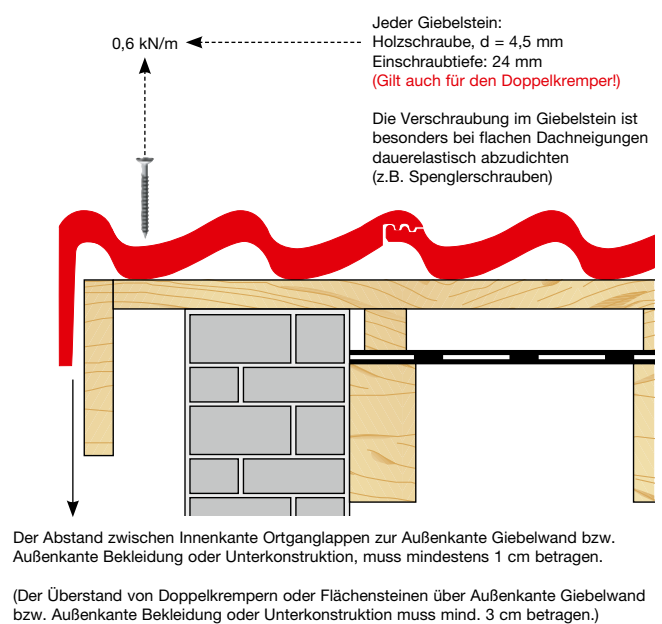 Jeder Giebelstein:
0,6 kN/m
Holzschraube, d = 4,5 mm
Einschraubtiefe: 24 mm
(Gilt auch für den Doppelkremper!)
Die Verschraubung im Giebelstein ist
besonders bei flachen Dachneigungen
dauerelastisch abzudichten
(z.B. Spenglerschrauben)
Der Abstand zwischen Innenkante Ortganglappen zur Außenkante Giebelwand bzw.
Außenkante Bekleidung oder Unterkonstruktion, muss mindestens 1 cm betragen.
(Der Überstand von Doppelkrempern oder Flächensteinen über Außenkante Giebelwand
bzw. Außenkante Bekleidung oder Unterkonstruktion muss mind. 3 cm betragen.)